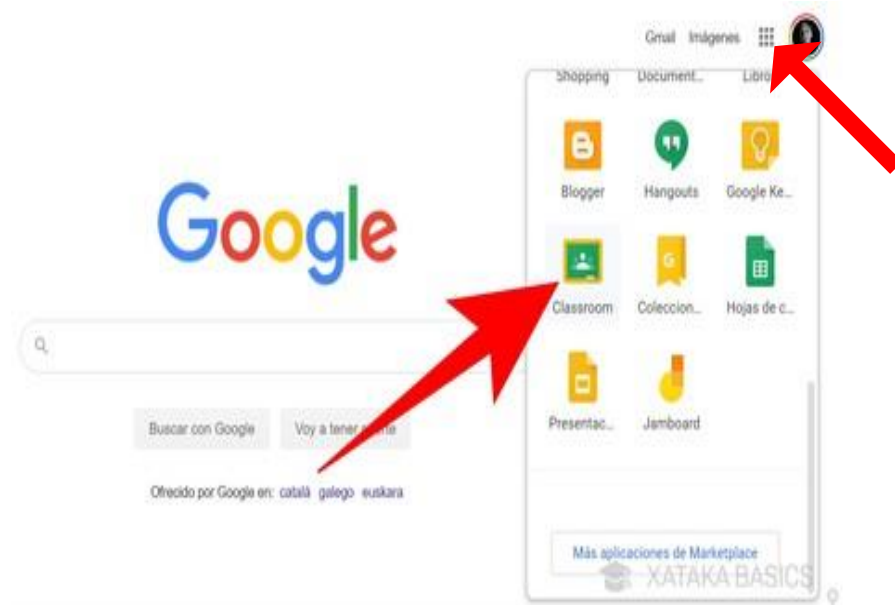 Gmail Imágenes
Shopping Document... Libro
Blogger Hangouts Google Ke...
Google
Classroom Coleccion... Hojas de c...
Presentac... Jamboard
Buscar con Google Voy a tener
Ofrecido por Google en: català galego euskara
Más aplicaciones de Marketplace
XATAKA BASICS